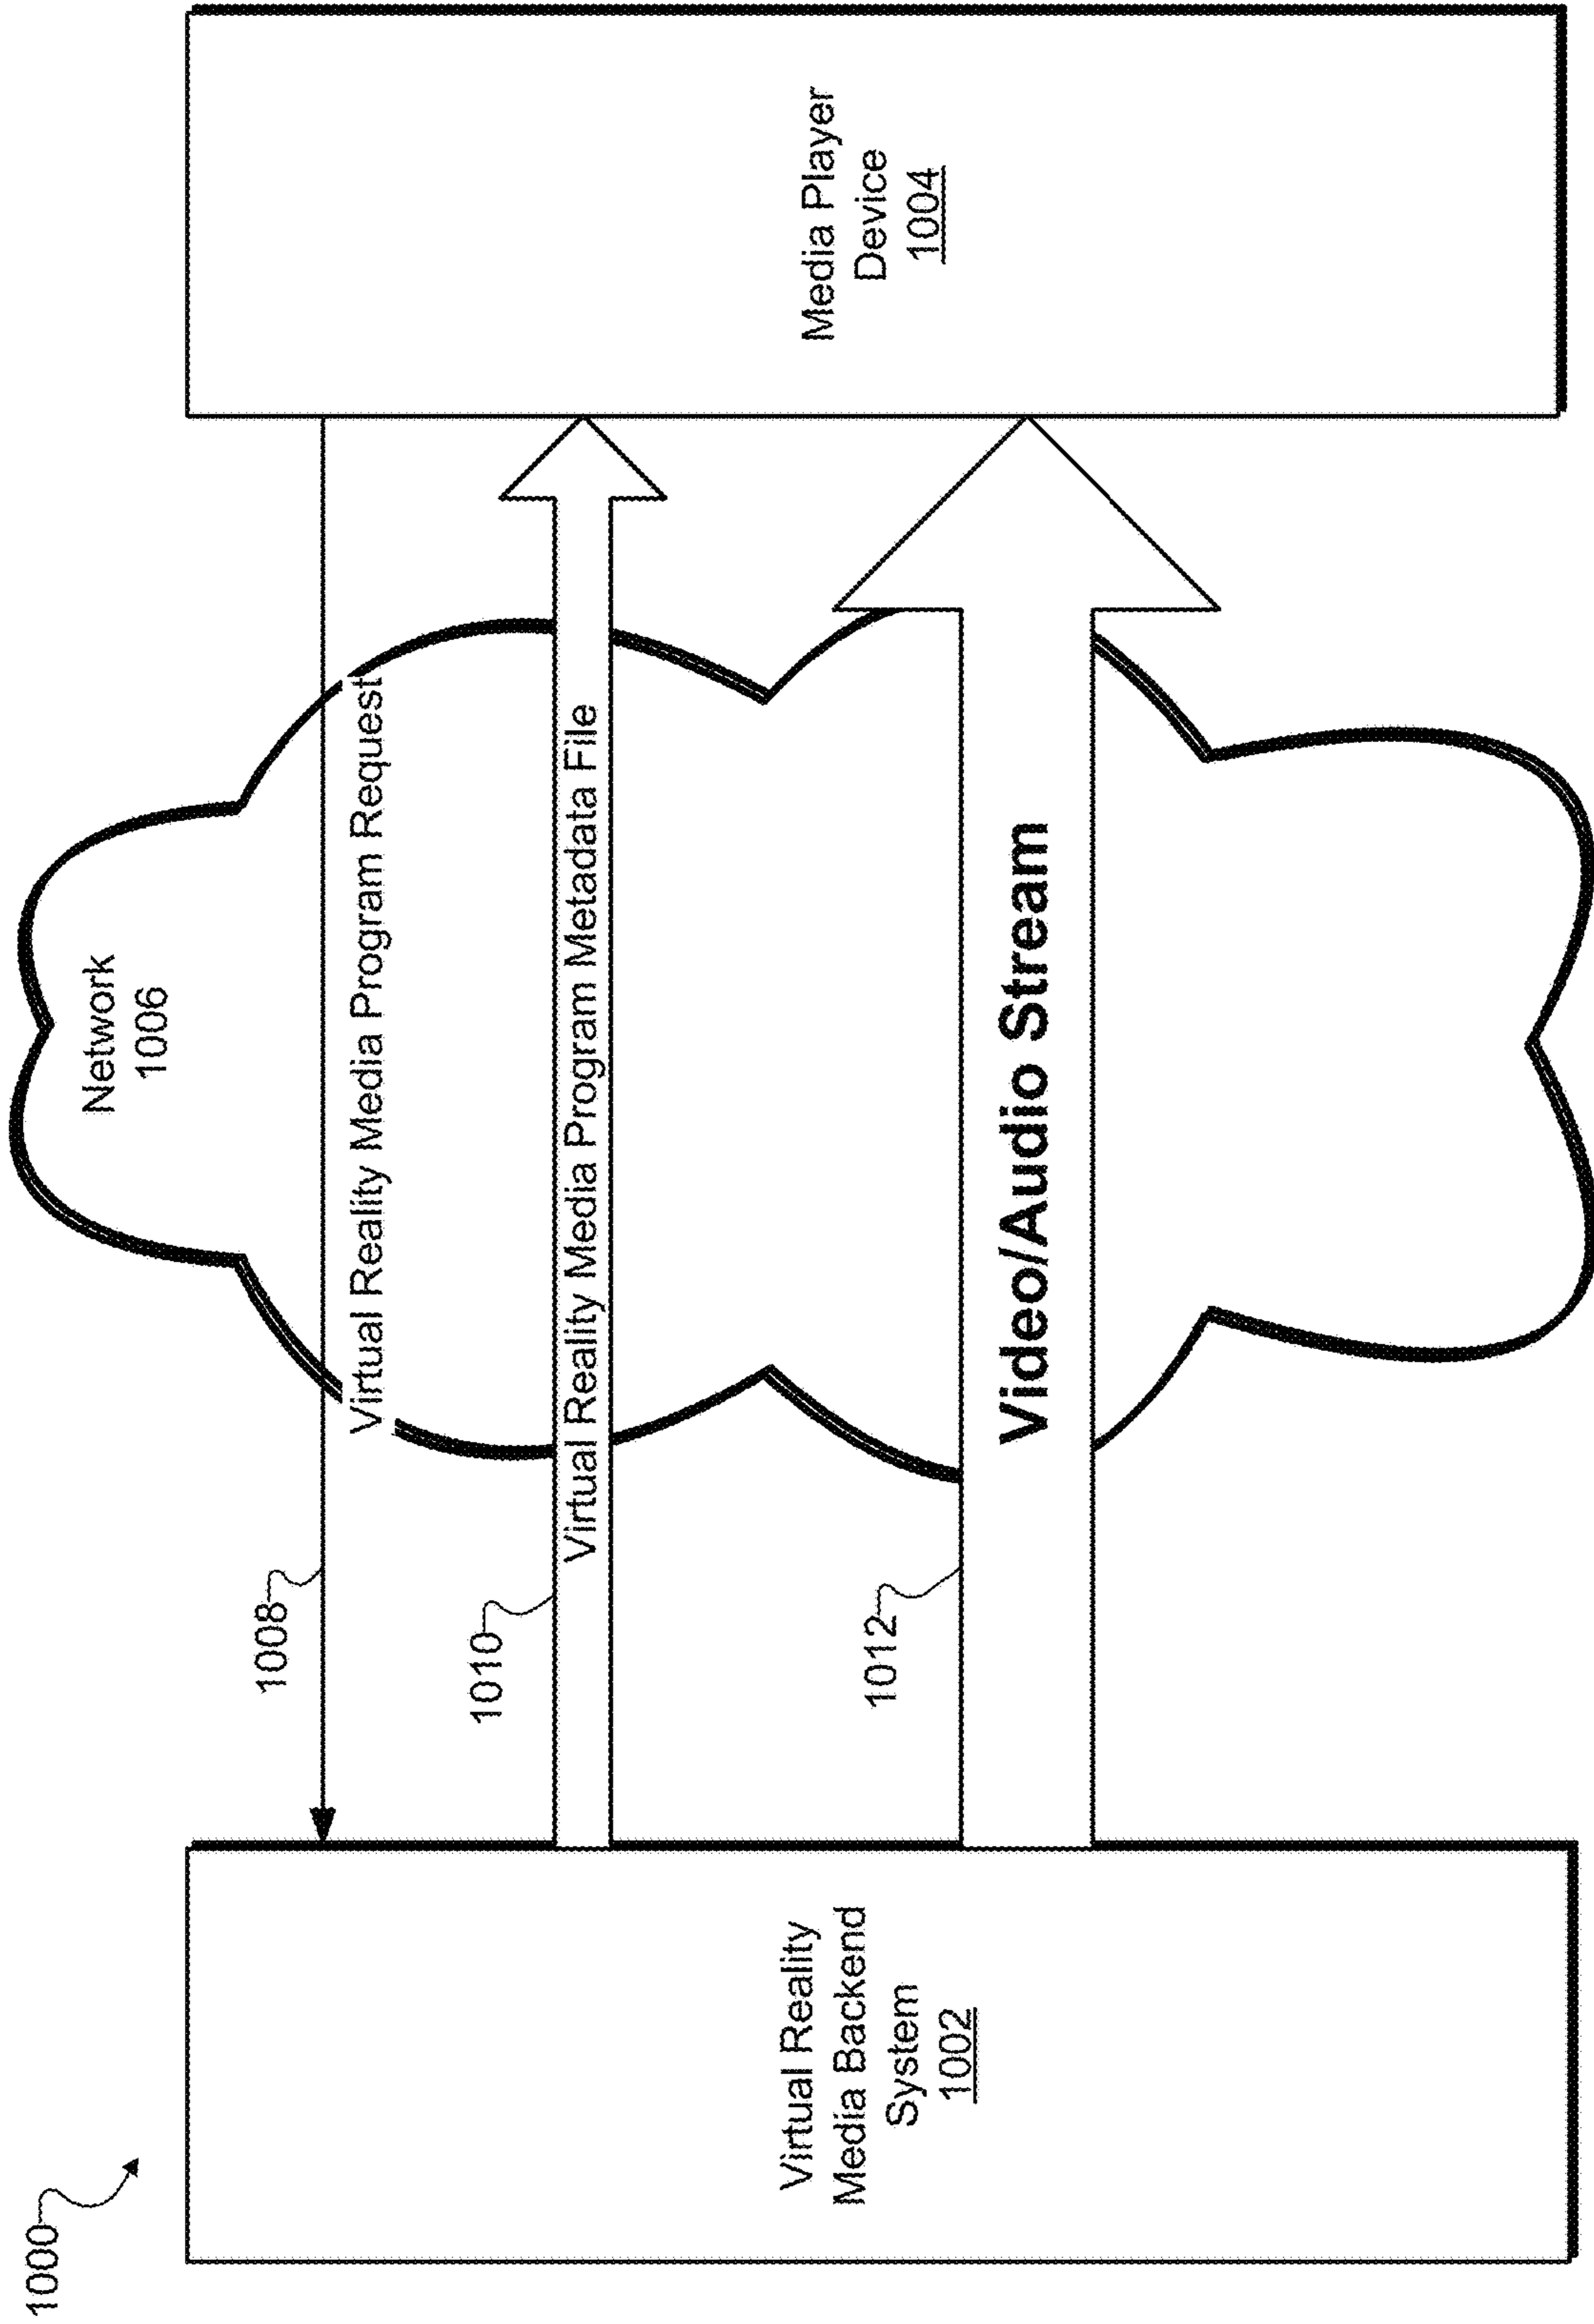 1000
Network
1006
1008
Virtual Reality Media Program Request
1010
Virtual Reality Media Program Metadata File
Virtual Reality
Media Backend
System
1002
Media Player
Device
1004
1012
Video/Audio Stream